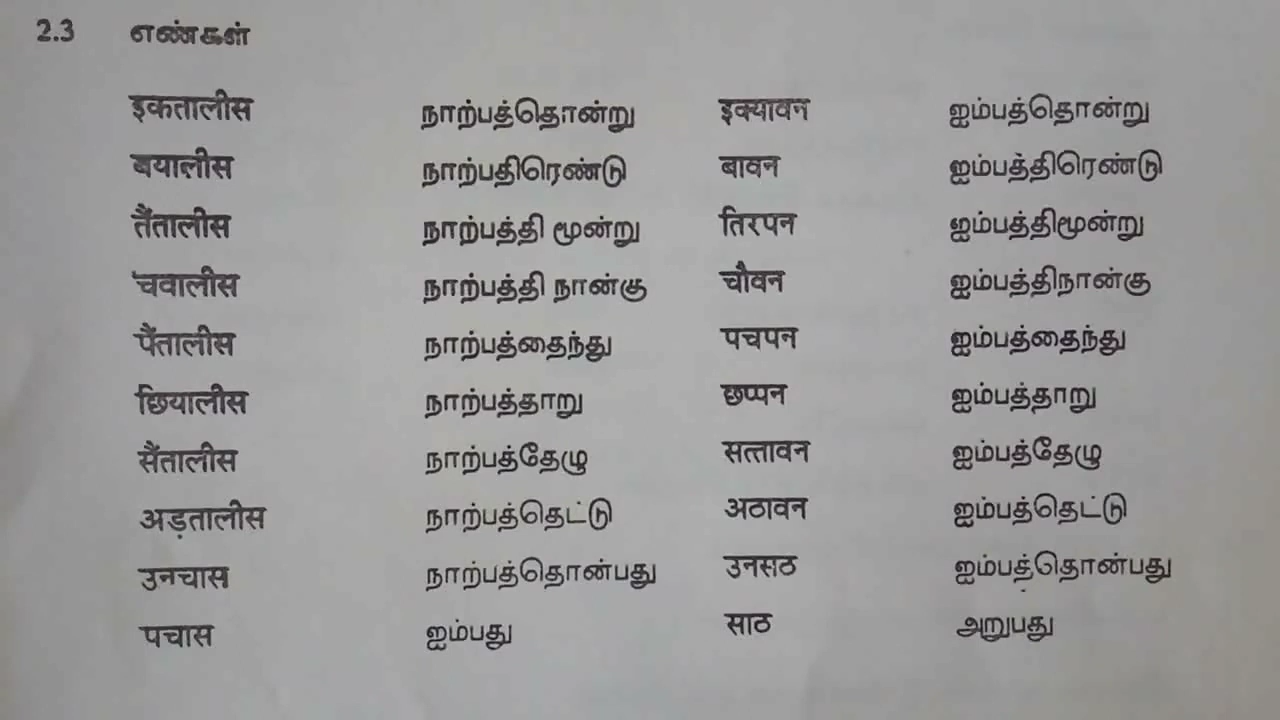 2.3 எண்கள்
इकतालीस நாற்பத்தொன்று इक्यावन ஐம்பத்தொன்று
बयालीस நாற்பதிரெண்டு बावन ஐம்பத்திரெண்டு
तैंतालीस நாற்பத்தி மூன்று तिरपन ஐம்பத்திமூன்று
चवालीस நாற்பத்தி நான்கு चौवन ஐம்பத்திநான்கு
पैंतालीस நாற்பத்தைந்து पचपन ஐம்பத்தைந்து
छियालीस நாற்பத்தாறு छप्पन ஐம்பத்தாறு
सैंतालीस நாற்பத்தேழு सत्तावन ஐம்பத்தேழு
अड़तालीस நாற்பத்தெட்டு अठावन ஐம்பத்தெட்டு
उनचास நாற்பத்தொன்பது उनसठ ஐம்பத்தொன்பது
पचास ஐம்பது साठ அறுபது